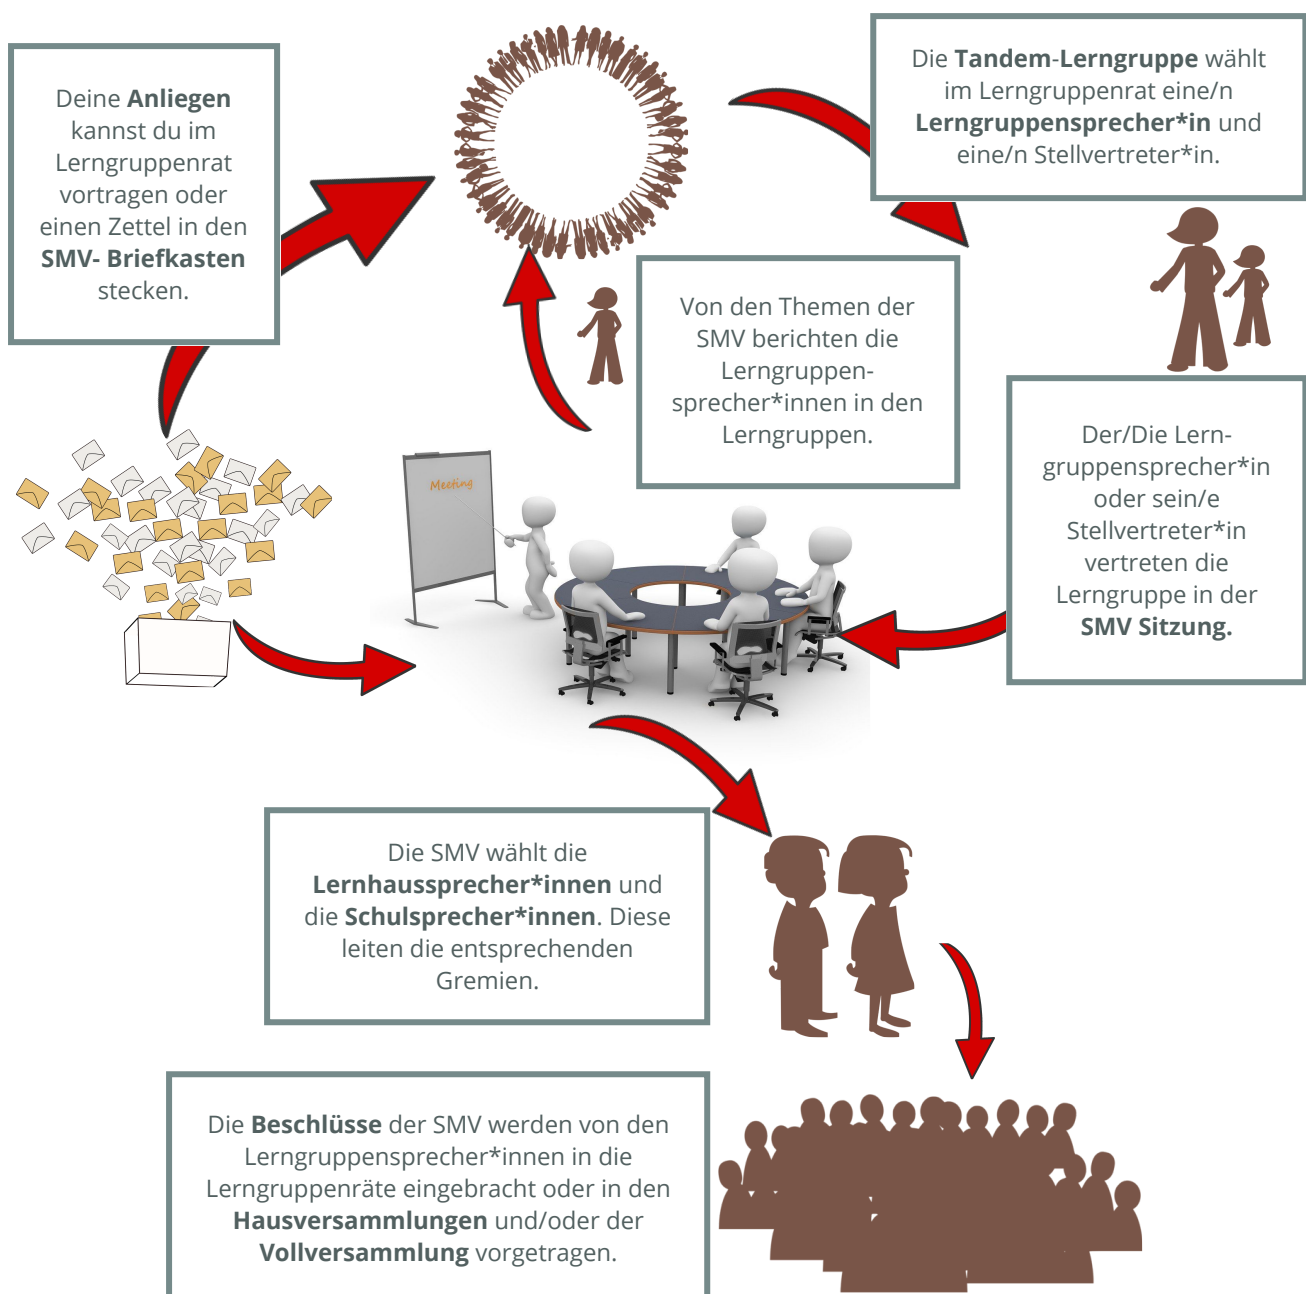 Deine Anliegen
kannst du im
Lerngruppenrat
vortragen oder
einen Zettel in den
SMV- Briefkasten
stecken.
Die Tandem-Lerngruppe wählt
im Lerngruppenrat eine/n
Lerngruppensprecher*in und
eine/n Stellvertreter*in.
Von den Themen der
SMV berichten die
Lerngruppen-
sprecher*innen in den
Lerngruppen.
Der/Die Lern-
gruppensprecher*in
oder sein/e
Stellvertreter*in
vertreten die
Lerngruppe in der
SMV Sitzung.
Meeting
Die SMV wählt die
Lernhaussprecher*innen und
die Schulsprecher*innen. Diese
leiten die entsprechenden
Gremien.
Die Beschlüsse der SMV werden von den
Lerngruppensprecher*innen in die
Lerngruppenräte eingebracht oder in den
Hausversammlungen und/oder der
Vollversammlung vorgetragen.